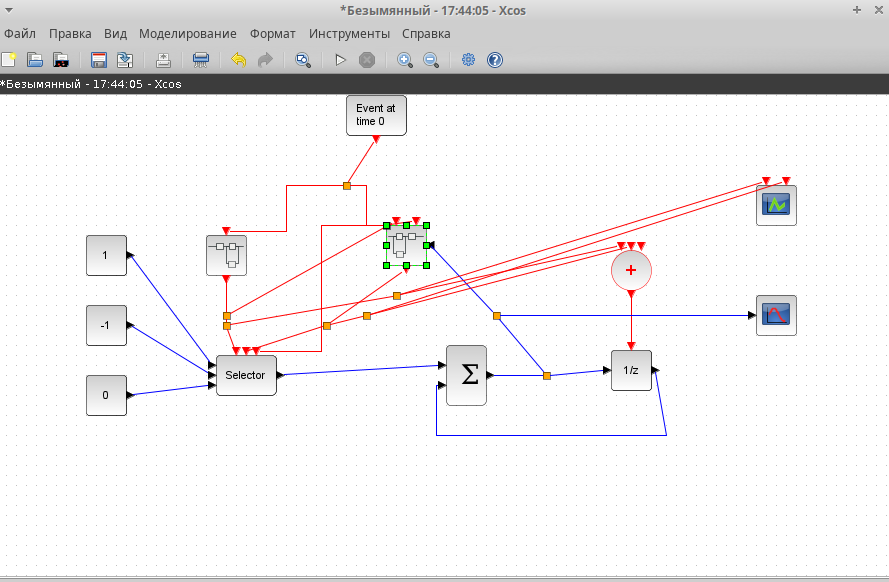 *Безымянный - 17:44:05 - Xcos
Файл Правка Вид Моделирование Формат Инструменты Справка
*Безымянный - 17:44:05 - Xcos
Event at
time 0
1
+
-1
Selector
Σ
1/z
0